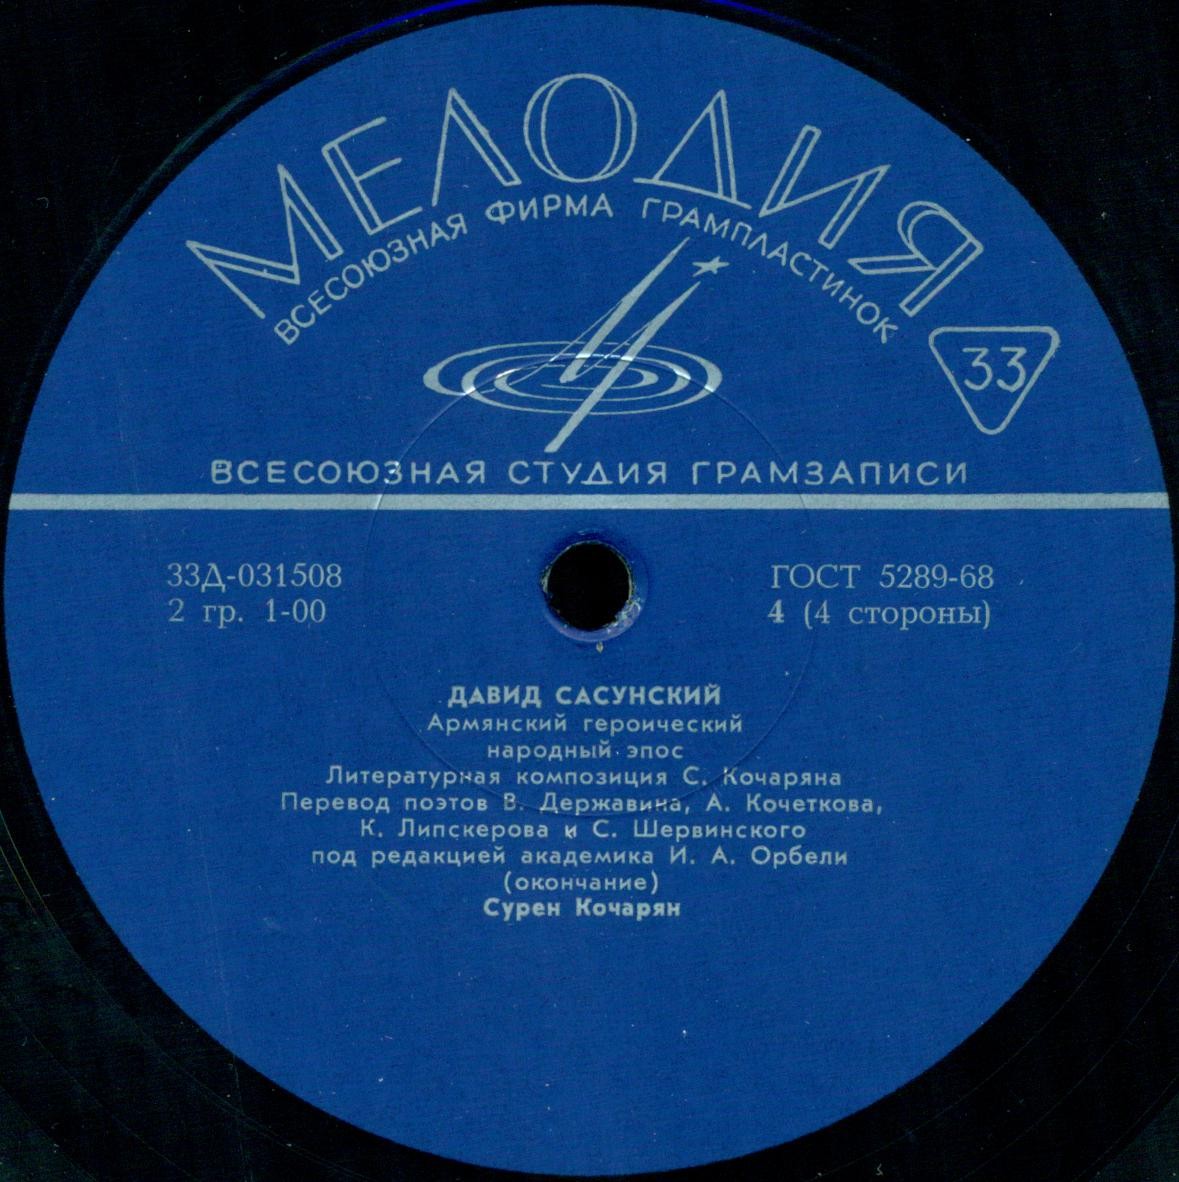 МЕЛОДИЯ
ВСЕСОЮЗНАЯ ФИРМА ГРАМПЛАСТИНОК
33
ВСЕСОЮЗНАЯ СТУДИЯ ГРАМЗАПИСИ
33Д-031508
2 гр. 1-00
ГОСТ 5289-68
4 (4 стороны)
ДАВИД САСУНСКИЙ
Армянский героический
народный эпос
Литературная композиция С. Кочаряна
Перевод поэтов В. Державина, А. Кочеткова,
К. Липскерова и С. Шервинского
под редакцией академика И. А. Орбели
(окончание)
Сурен Кочарян